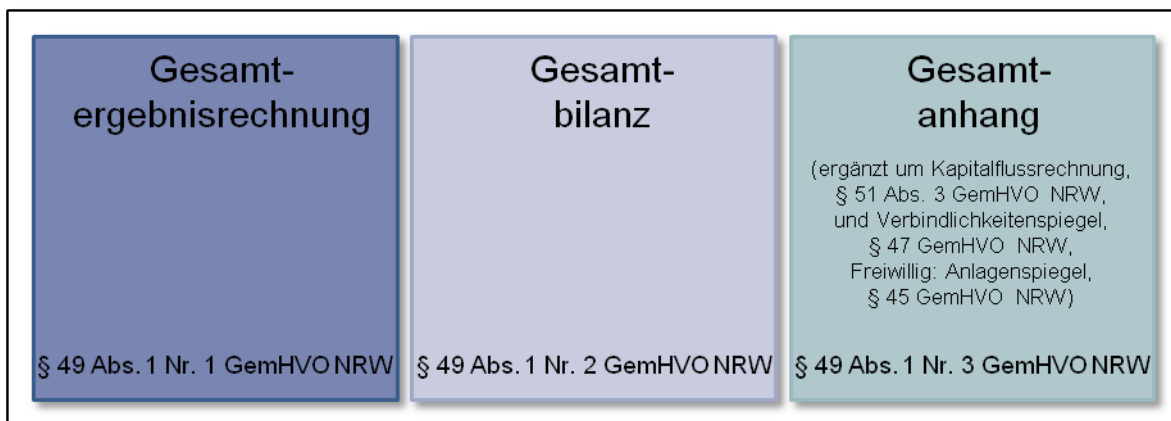 Gesamt-
ergebnisrechnung
§ 49 Abs. 1 Nr. 1 GemHVO NRW
Gesamt-
bilanz
§ 49 Abs. 1 Nr. 2 GemHVO NRW
Gesamt-
anhang
(ergänzt um Kapitalflussrechnung,
§ 51 Abs. 3 GemHVO NRW,
und Verbindlichkeitenspiegel,
§ 47 GemHVO NRW,
Freiwillig: Anlagenspiegel,
§ 45 GemHVO NRW)
§ 49 Abs. 1 Nr. 3 GemHVO NRW